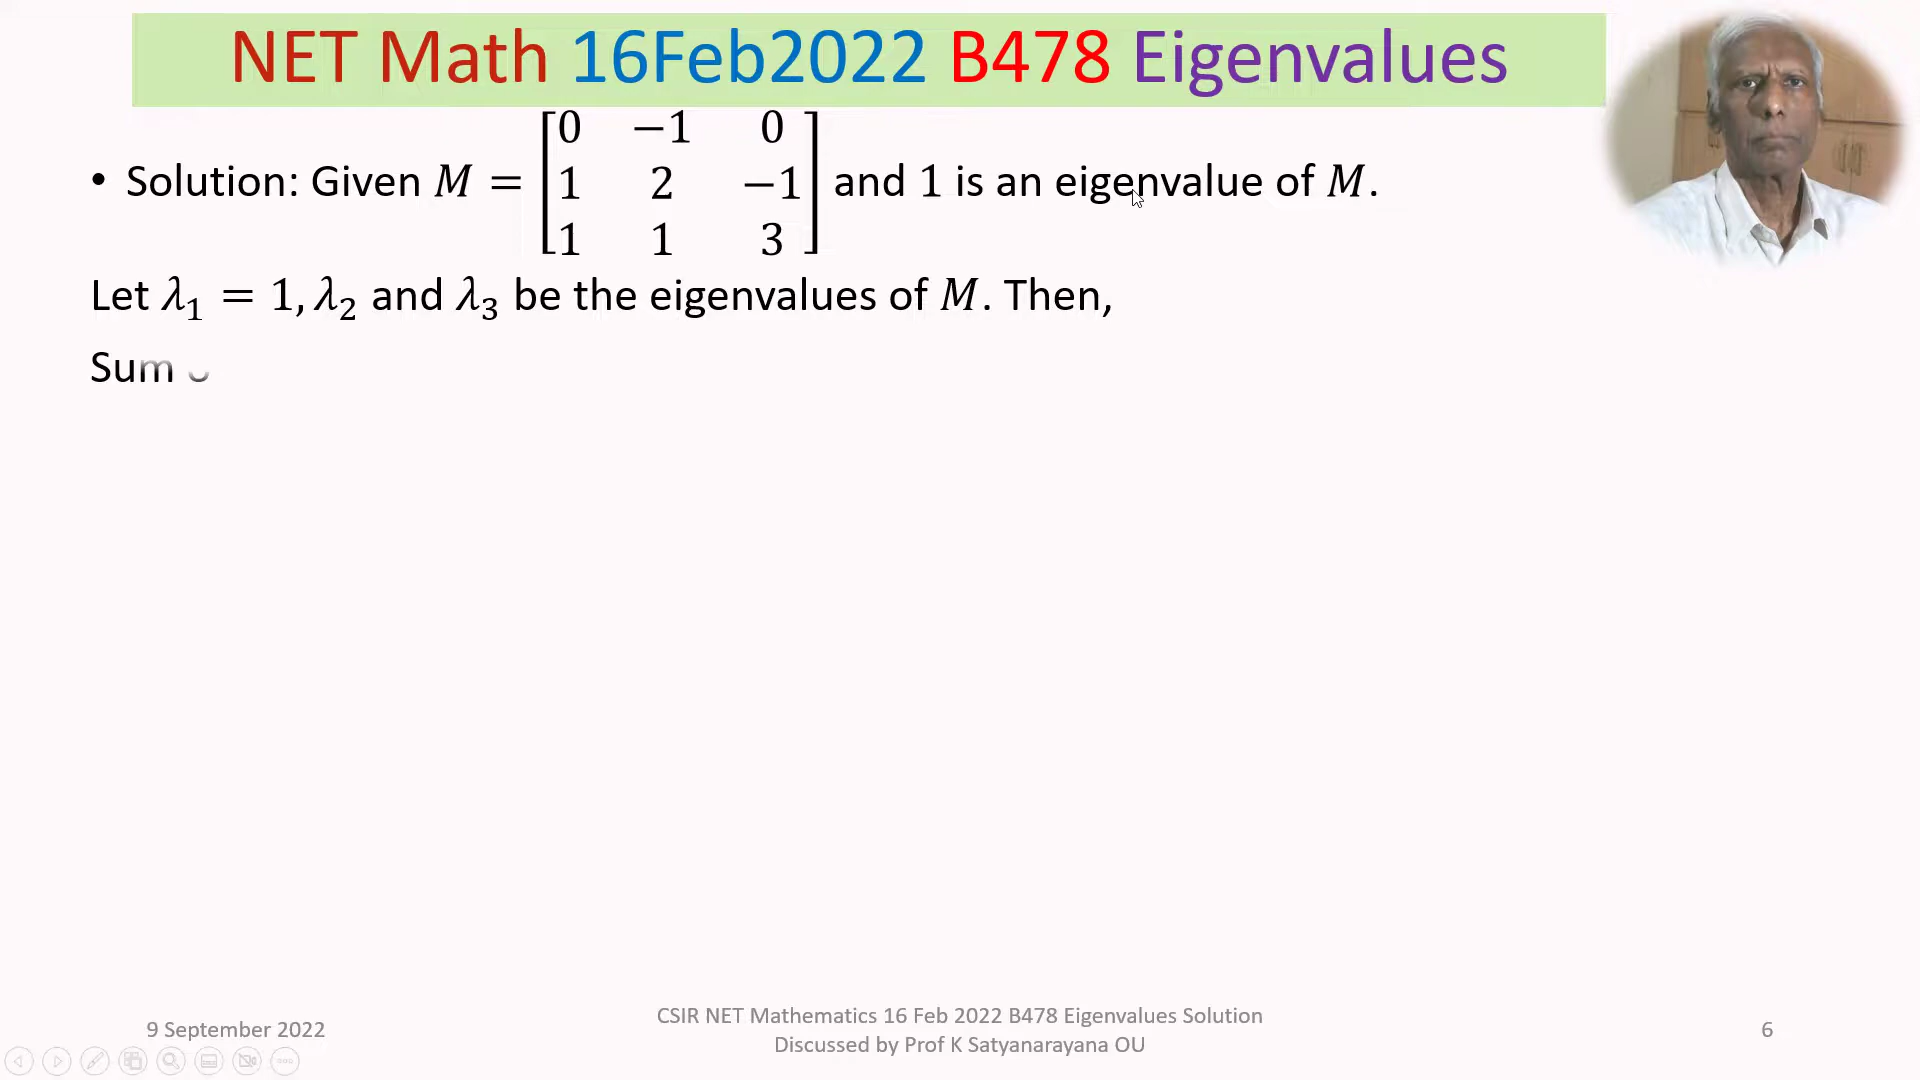 NET Math 16Feb2022 B478 Eigenvalues
• Solution: Given M = [0 −1 0; 1 2 −1; 1 1 3] and 1 is an eigenvalue of M.
Let λ₁ = 1, λ₂ and λ₃ be the eigenvalues of M. Then,
Sum
9 September 2022
CSIR NET Mathematics 16 Feb 2022 B478 Eigenvalues Solution
Discussed by Prof K Satyanarayana OU
6